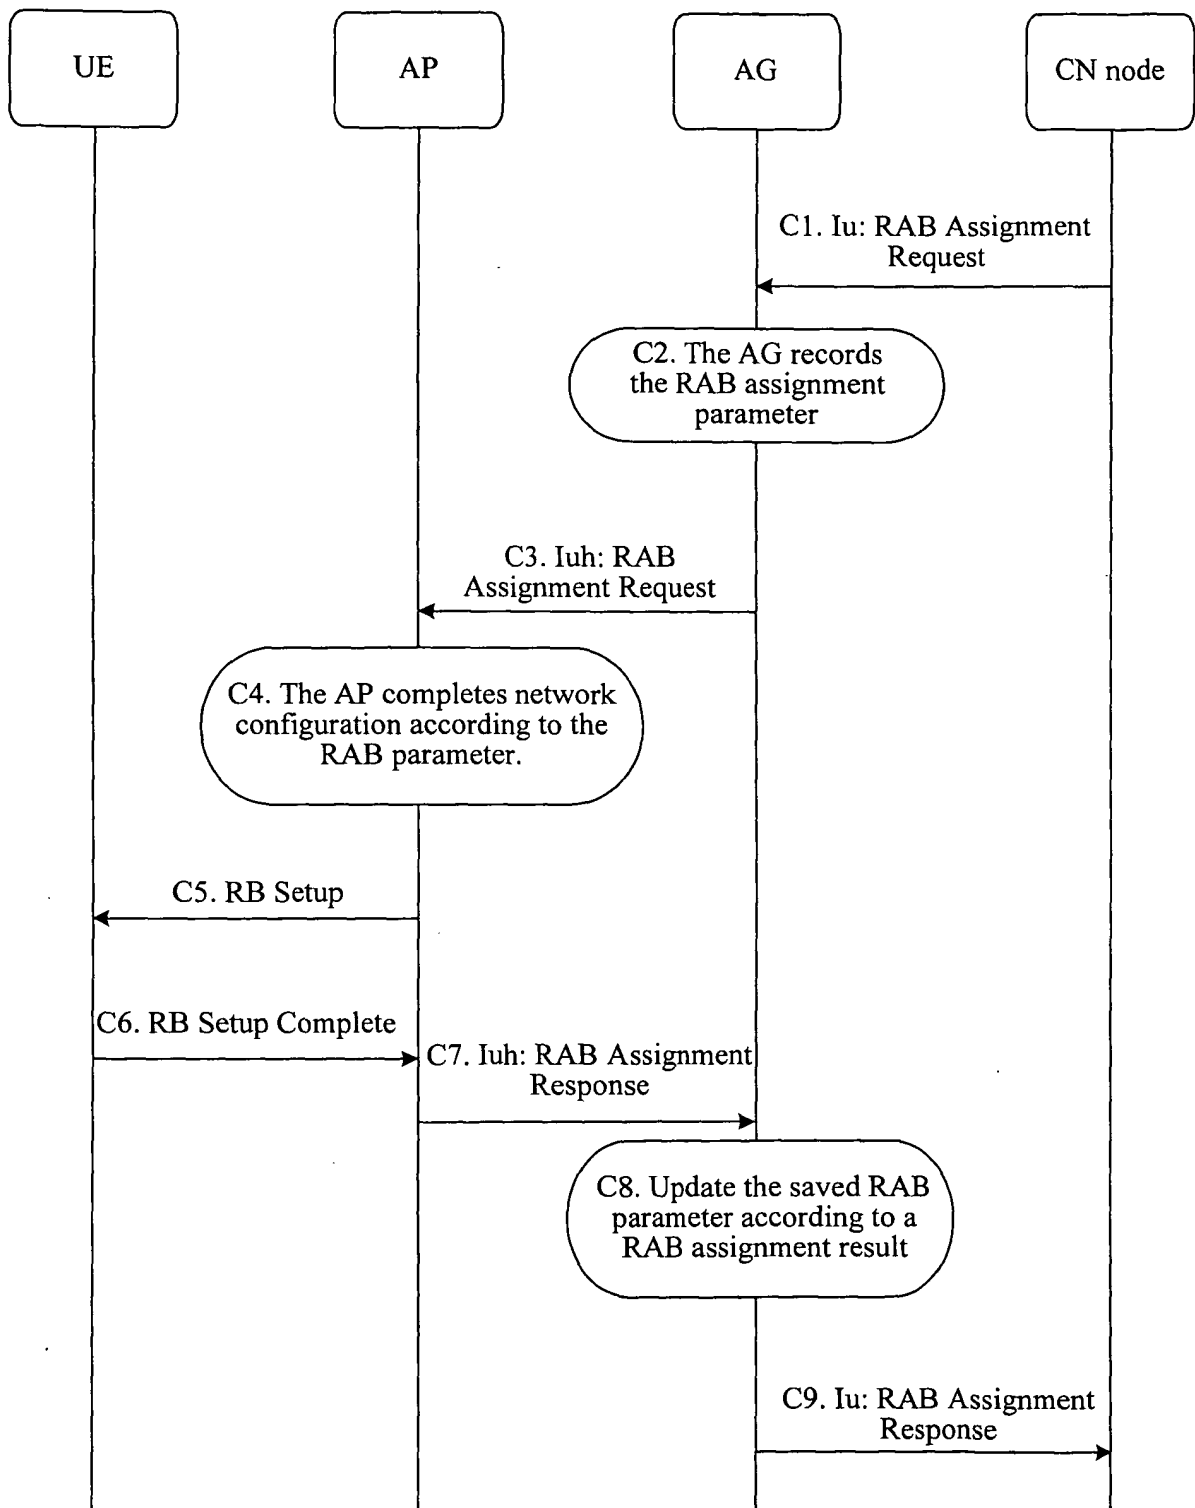 UE
AP
AG
CN node
C1. Iu: RAB Assignment
Request
C2. The AG records
the RAB assignment
parameter
C3. Iuh: RAB
Assignment Request
C4. The AP completes network
configuration according to the
RAB parameter.
C5. RB Setup
C6. RB Setup Complete
C7. Iuh: RAB Assignment
Response
C8. Update the saved RAB
parameter according to a
RAB assignment result
C9. Iu: RAB Assignment
Response